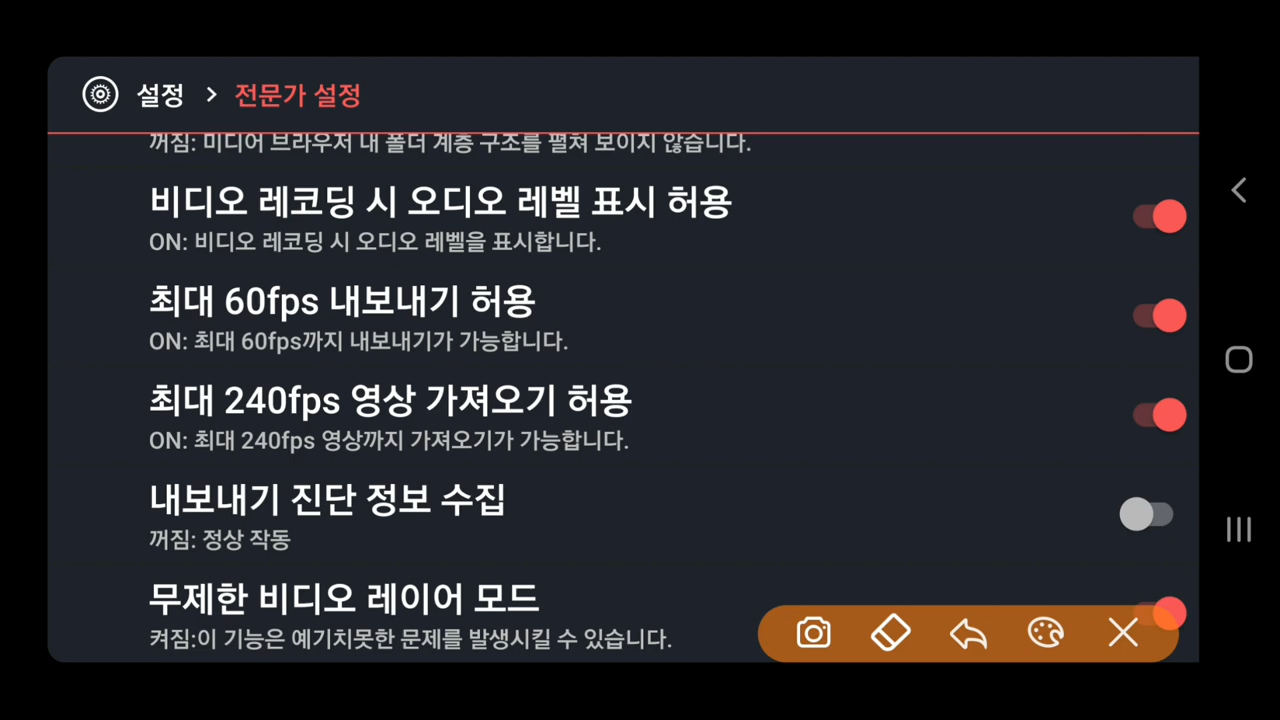 설정 > 전문가 설정
꺼짐: 미디어 브라우저 내 폴더 계층 구조를 펼쳐 보이지 않습니다.
비디오 레코딩 시 오디오 레벨 표시 허용
ON: 비디오 레코딩 시 오디오 레벨을 표시합니다.
최대 60fps 내보내기 허용
ON: 최대 60fps까지 내보내기가 가능합니다.
최대 240fps 영상 가져오기 허용
ON: 최대 240fps 영상까지 가져오기가 가능합니다.
내보내기 진단 정보 수집
꺼짐: 정상 작동
무제한 비디오 레이어 모드
켜짐:이 기능은 예기치못한 문제를 발생시킬 수 있습니다.